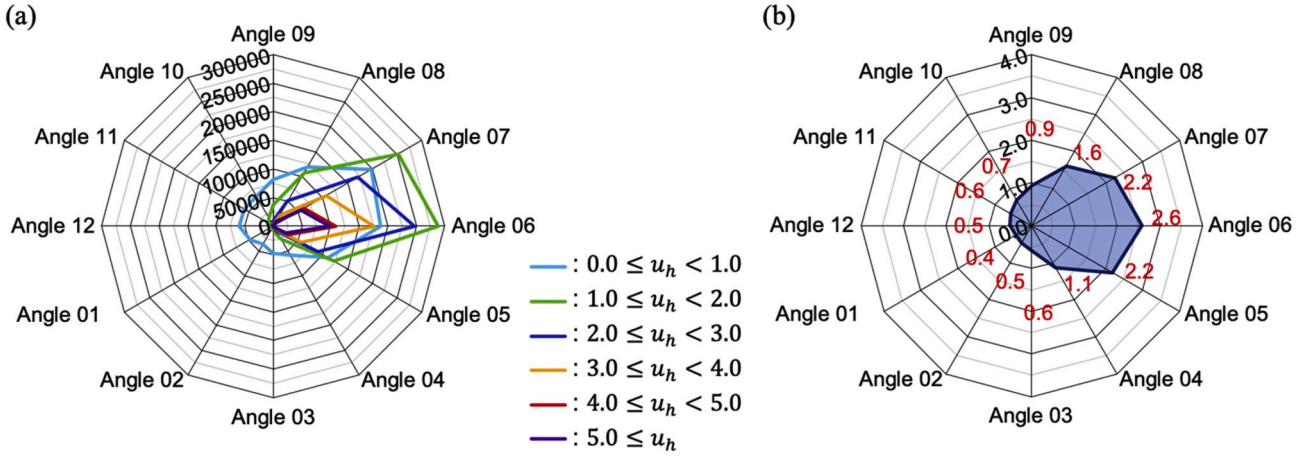 (a)
Angle 09
Angle 10
Angle 08
Angle 11
Angle 07
Angle 12
Angle 06
Angle 01
Angle 05
Angle 02
Angle 04
Angle 03
300000
250000
200000
150000
100000
50000
0
: 0.0 ≤ u_h < 1.0
: 1.0 ≤ u_h < 2.0
: 2.0 ≤ u_h < 3.0
: 3.0 ≤ u_h < 4.0
: 4.0 ≤ u_h < 5.0
: 5.0 ≤ u_h
(b)
Angle 09
Angle 10
Angle 08
Angle 11
Angle 07
Angle 12
Angle 06
Angle 01
Angle 05
Angle 02
Angle 04
Angle 03
4.0
3.0
2.0
1.0
0.0
0.9
1.6
0.7
2.2
0.6
0.5
2.6
0.4
2.2
0.5
1.1
0.6